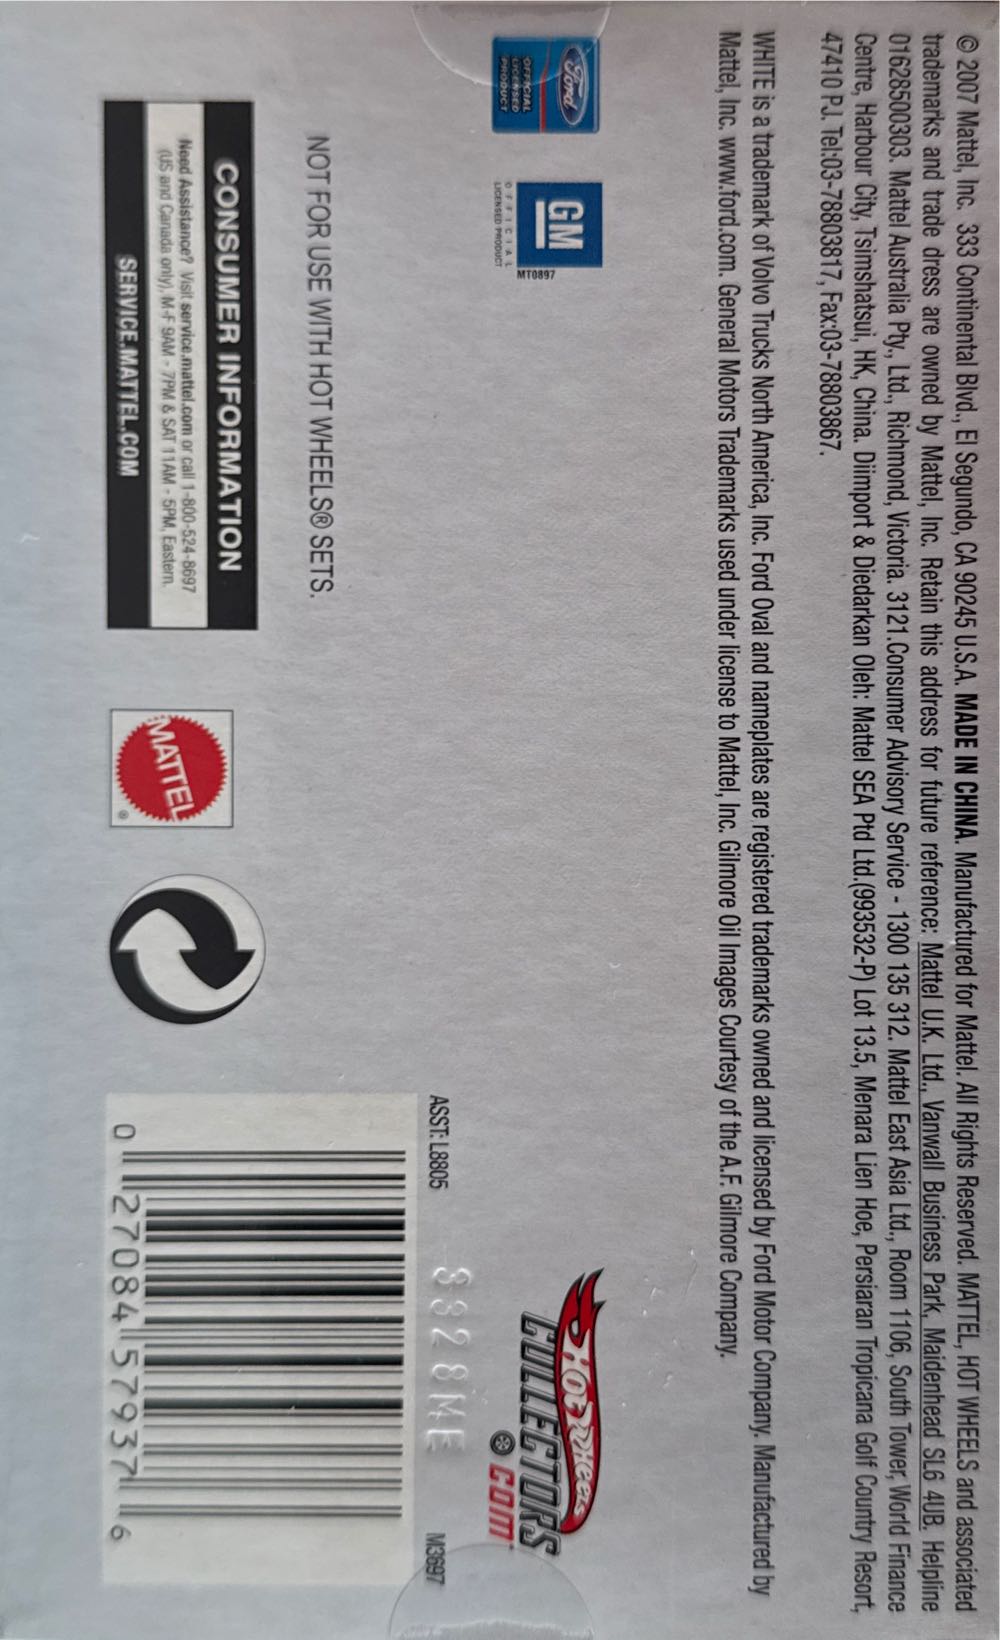 © 2007 Mattel, Inc. 333 Continental Blvd., El Segundo, CA 90245 U.S.A. MADE IN CHINA. Manufactured for Mattel. All Rights Reserved. MATTEL, HOT WHEELS and associated
trademarks and trade dress are owned by Mattel, Inc. Retain this address for future reference: Mattel U.K. Ltd., Vanwall Business Park, Maidenhead SL6 4UB. Helpline
01628500303. Mattel Australia Pty., Ltd., Richmond, Victoria. 3121.Consumer Advisory Service - 1300 135 312. Mattel East Asia Ltd., Room 1106, South Tower, World Finance
Centre, Harbour City, Tsimshatsui, HK, China. Diimport & Diedarkan Oleh: Mattel SEA Ptd Ltd.(993532-P) Lot 13.5, Menara Lien Hoe, Persiaran Tropicana Golf Country Resort,
47410 PJ. Tel:03-78803817, Fax:03-78803867.
WHITE is a trademark of Volvo Trucks North America, Inc. Ford Oval and nameplates are registered trademarks owned and licensed by Ford Motor Company. Manufactured by
Mattel, Inc. www.ford.com. General Motors Trademarks used under license to Mattel, Inc. Gilmore Oil Images Courtesy of the A.F. Gilmore Company.
Ford
OFFICIAL
LICENSED
PRODUCT
GM
MT0897
OFFICIAL
LICENSED PRODUCT
Hot Wheels
COLLECTORS
.COM
NOT FOR USE WITH HOT WHEELS® SETS.
CONSUMER INFORMATION
Need Assistance? Visit service.mattel.com or call 1-800-524-8697
(US and Canada only), M-F 9AM - 7PM & SAT 11AM - 5PM, Eastern.
SERVICE.MATTEL.COM
MATTEL
®
ASST: L8805
3328ME
M3697
0 27084 57937 6